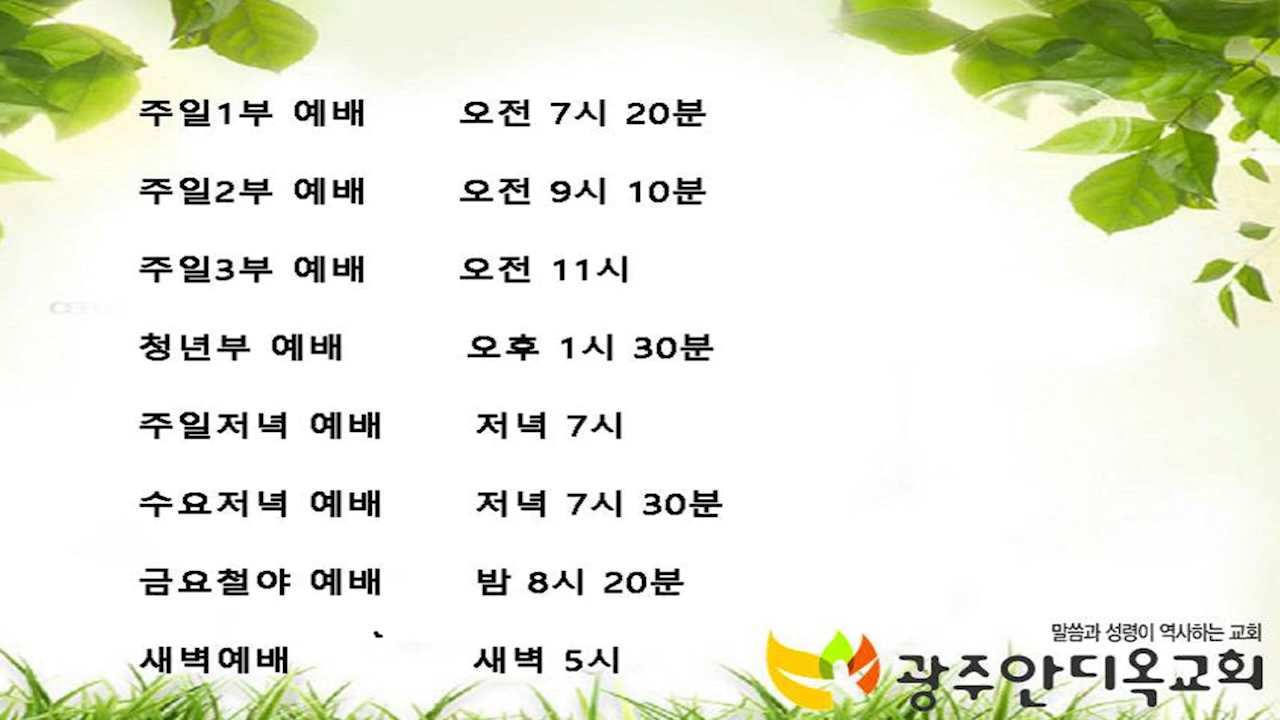 주일1부 예배 오전 7시 20분
주일2부 예배 오전 9시 10분
주일3부 예배 오전 11시
청년부 예배 오후 1시 30분
주일저녁 예배 저녁 7시
수요저녁 예배 저녁 7시 30분
금요철야 예배 밤 8시 20분
새벽예배 새벽 5시
말씀과 성령이 역사하는 교회
광주안디옥교회